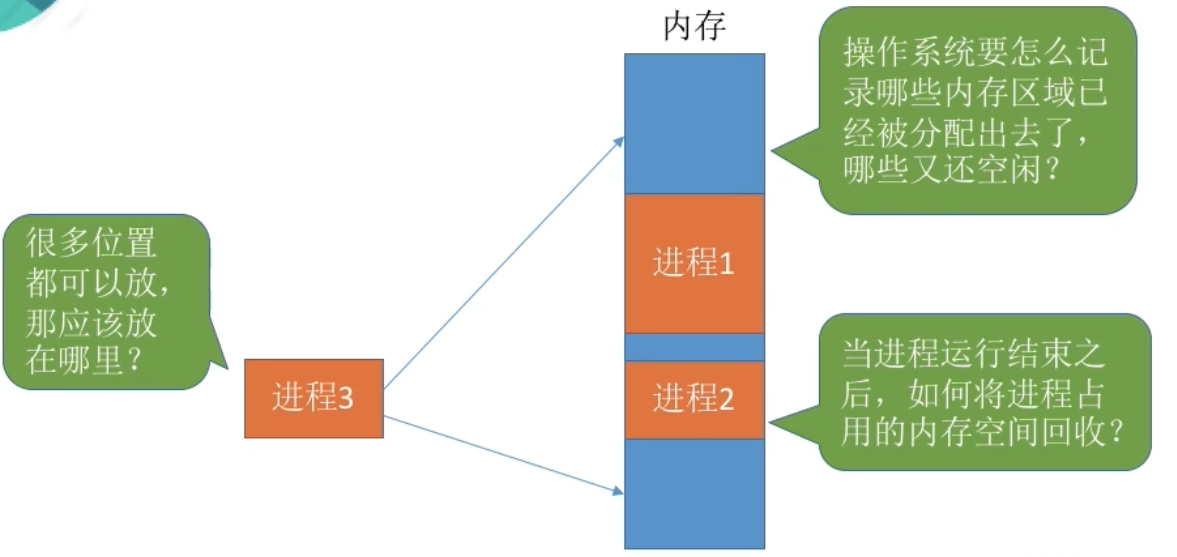 内存
操作系统要怎么记
录哪些内存区域已
经被分配出去了，
哪些又还空闲？
很多位置
都可以放，
那应该放
在哪里？
进程1
进程3
进程2
当进程运行结束之
后，如何将进程占
用的内存空间回收？